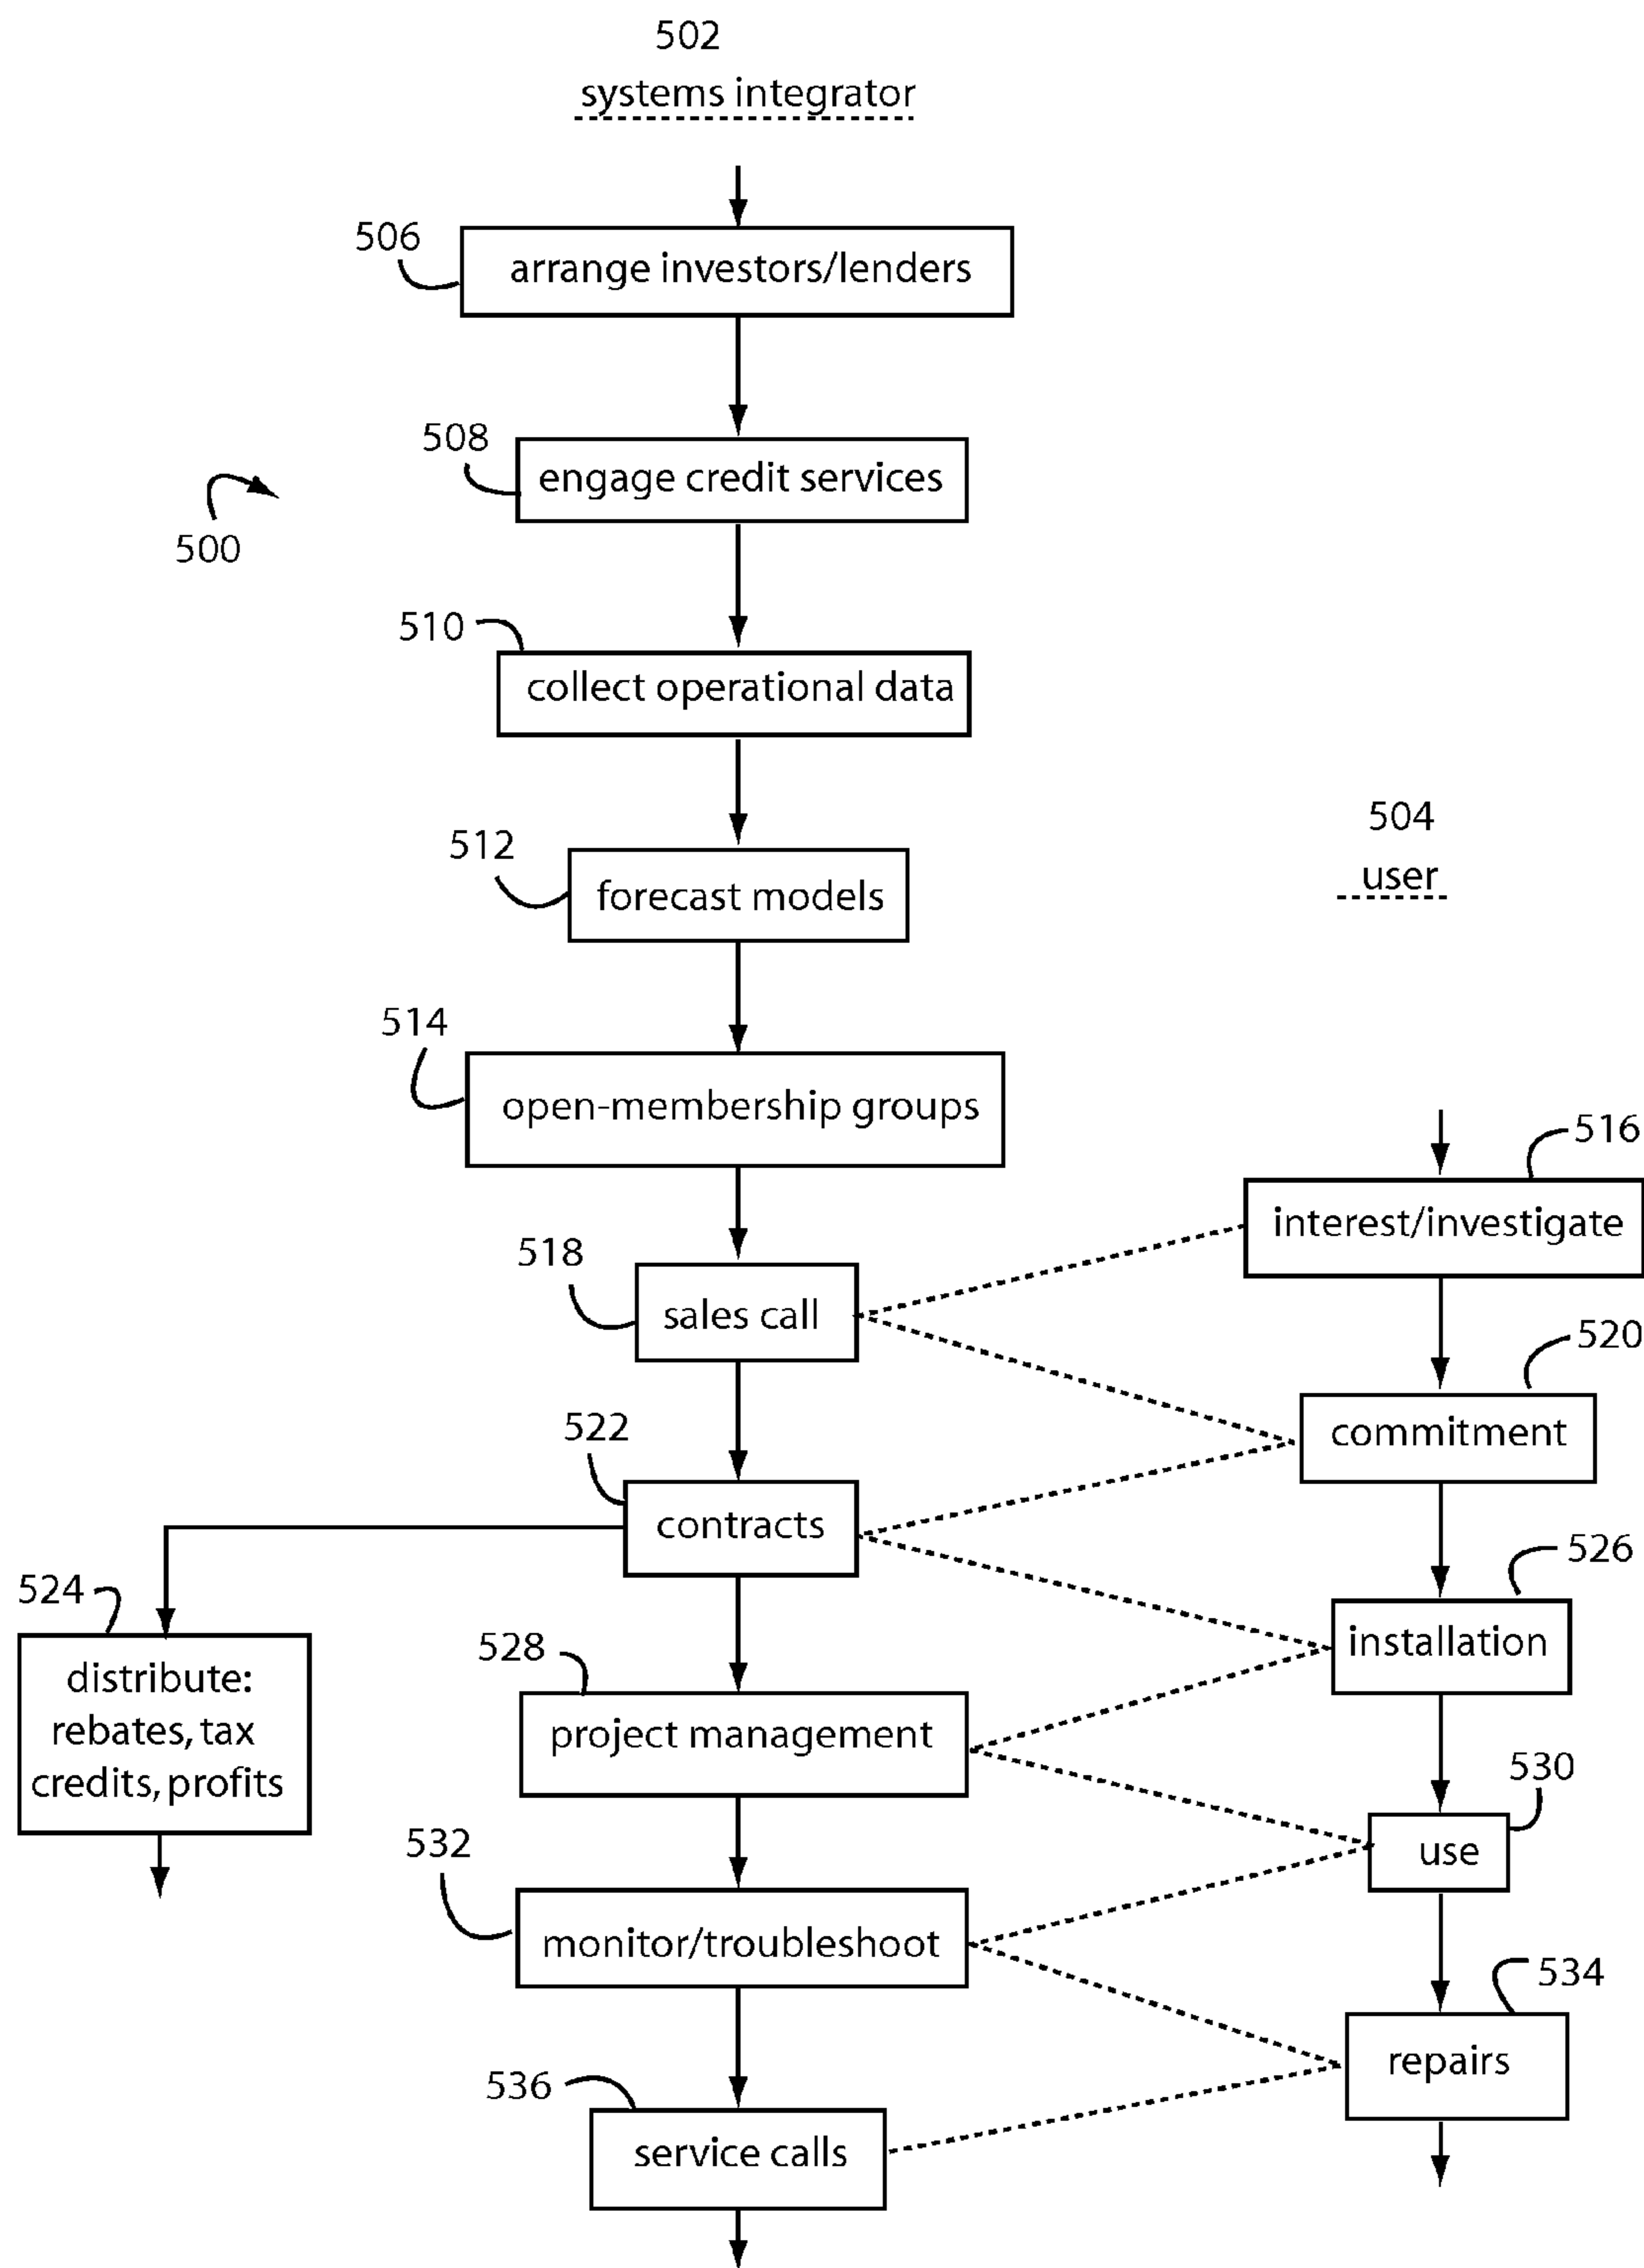 502
systems integrator
506
arrange investors/lenders
508
engage credit services
500
510
collect operational data
512
forecast models
504
user
514
open-membership groups
516
interest/investigate
518
sales call
520
commitment
522
contracts
524
distribute:
rebates, tax
credits, profits
526
installation
528
project management
530
use
532
monitor/troubleshoot
534
repairs
536
service calls